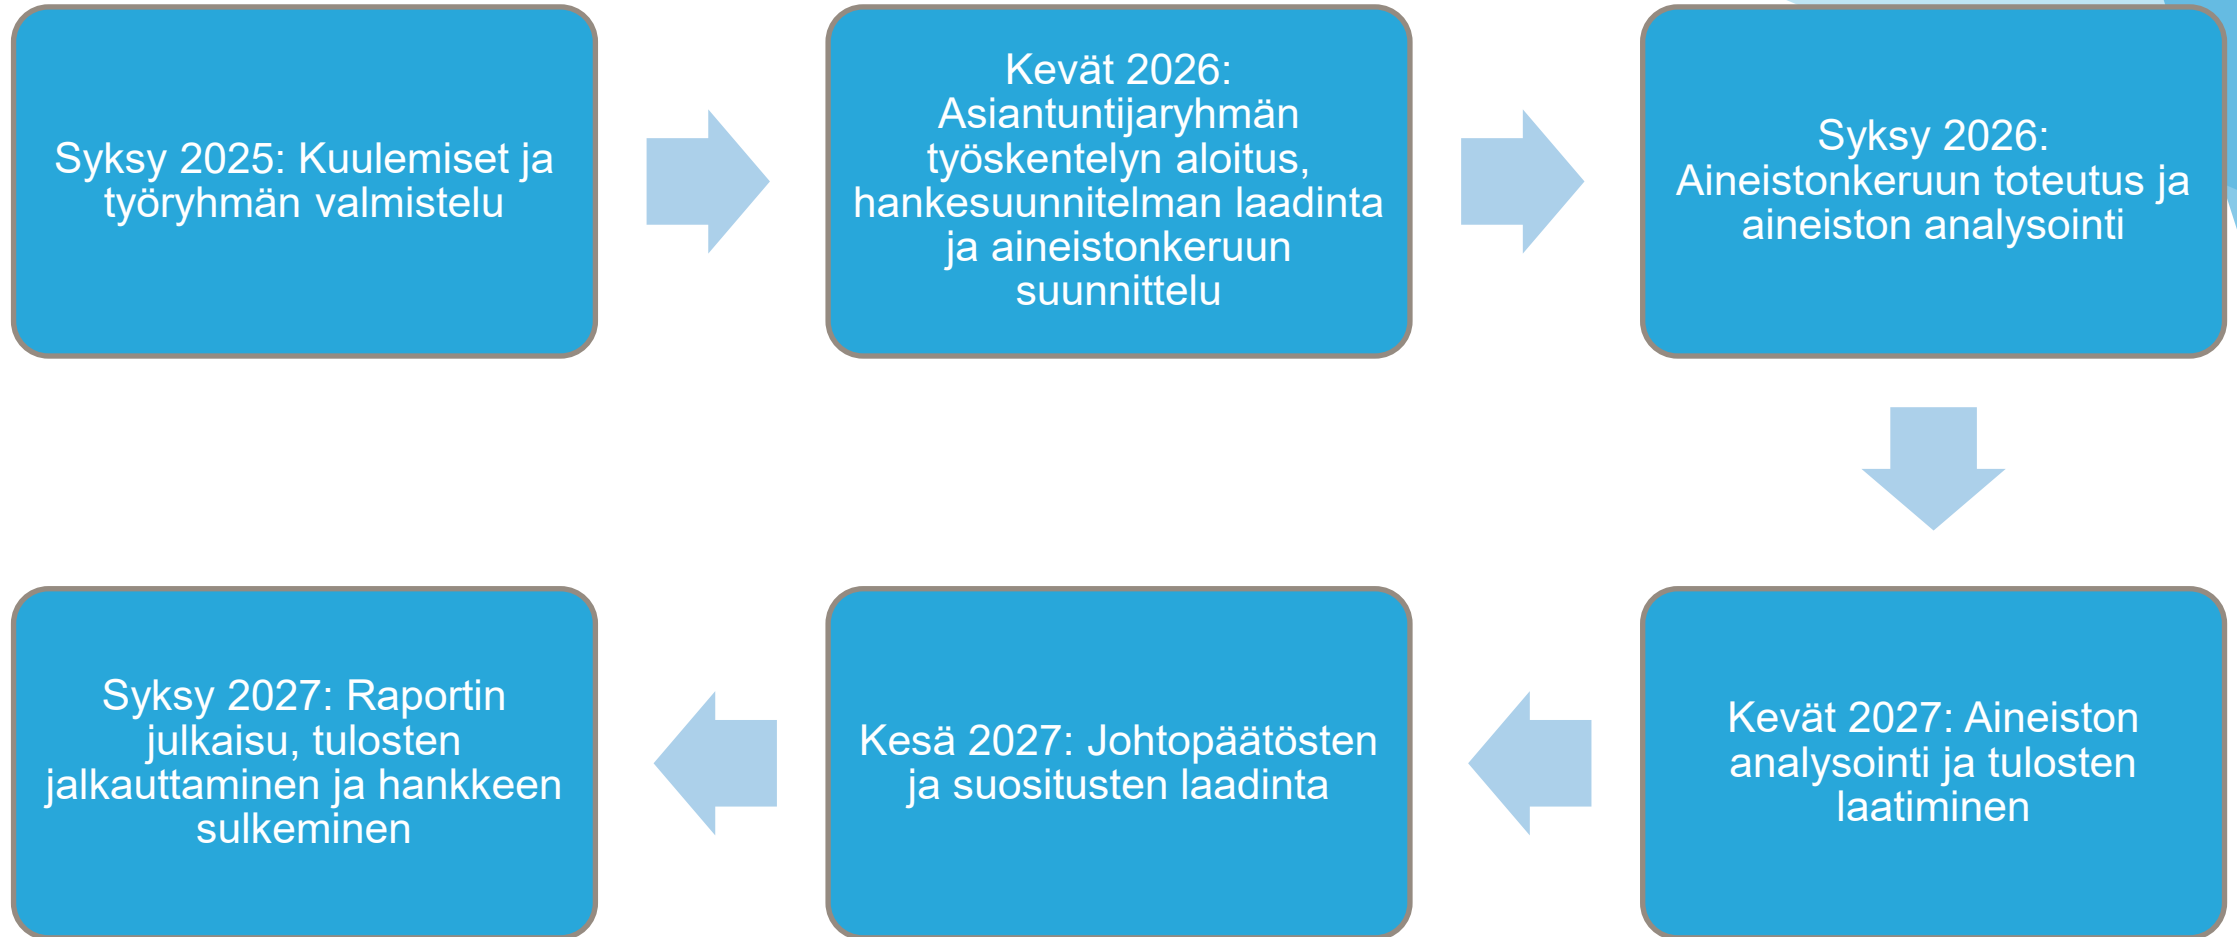 Syksy 2025: Kuulemiset ja
työryhmän valmistelu
Kevät 2026:
Asiantuntijaryhmän
työskentelyn aloitus,
hankesuunnitelman laadinta
ja aineistonkeruun
suunnittelu
Syksy 2026:
Aineistonkeruun toteutus ja
aineiston analysointi
Kevät 2027: Aineiston
analysointi ja tulosten
laatiminen
Kesä 2027: Johtopäätösten
ja suositusten laadinta
Syksy 2027: Raportin
julkaisu, tulosten
jalkauttaminen ja hankkeen
sulkeminen